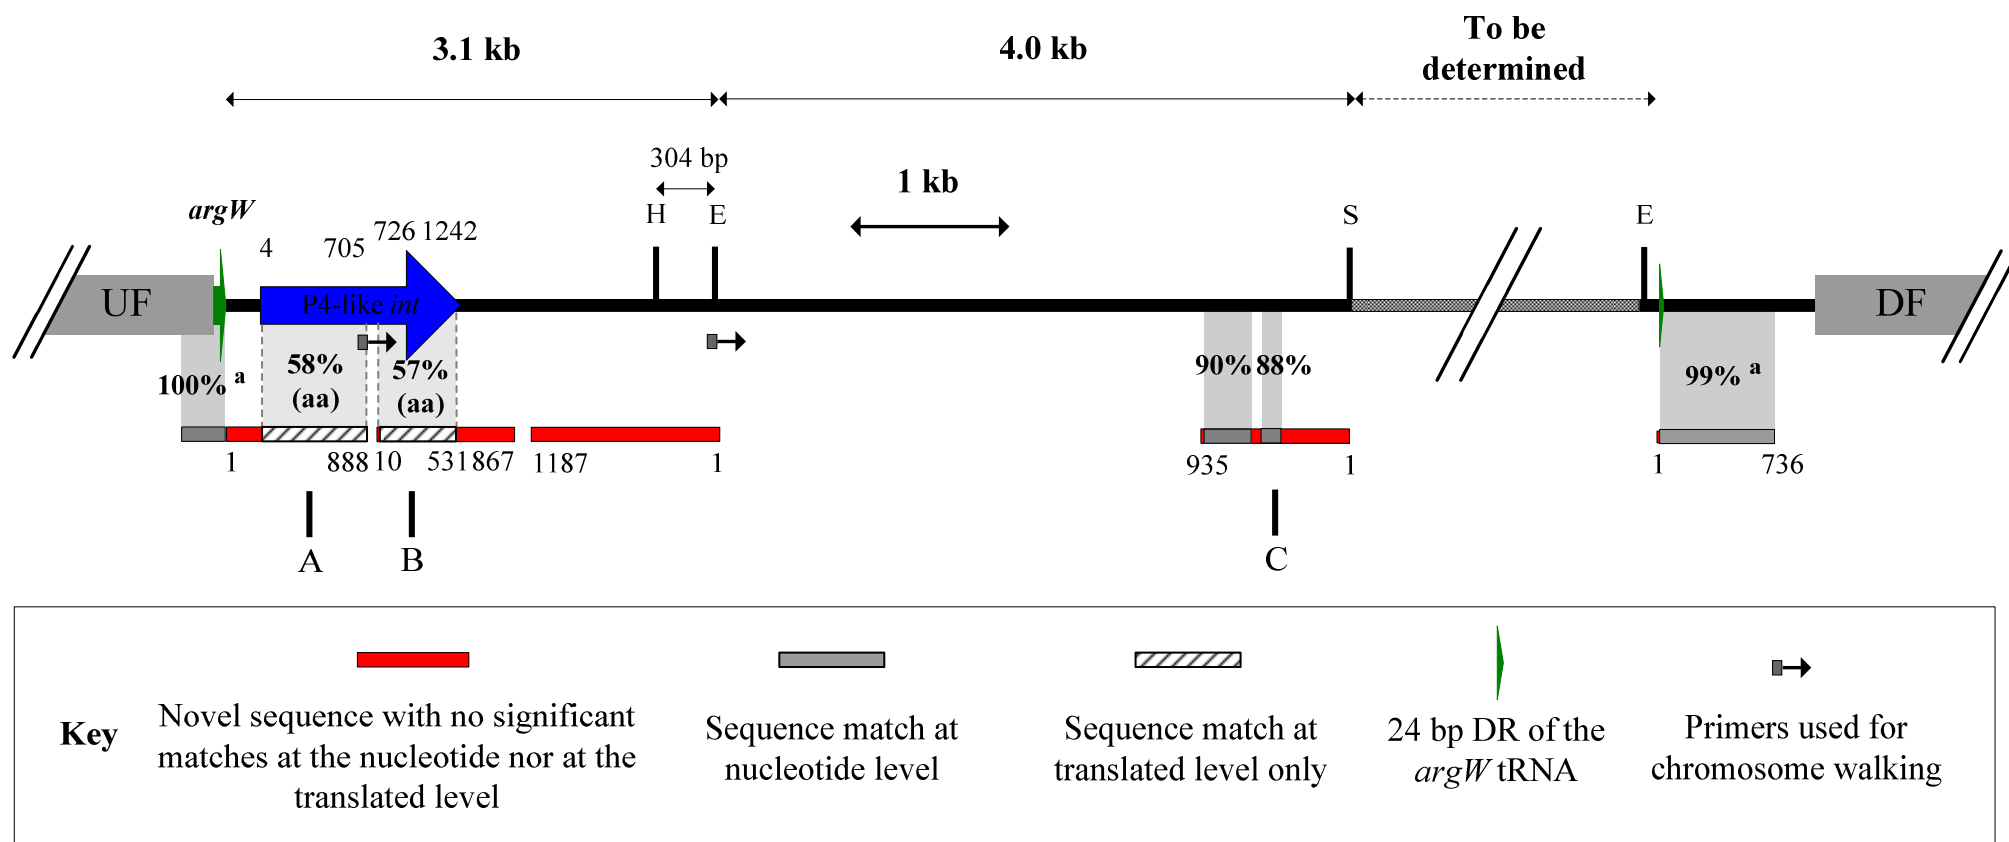 3.1 kb
4.0 kb
To be
determined
304 bp
1 kb
argW
4
705
726
1242
H
E
S
E
UF
P4-like int
DF
100% a
58%
(aa)
57%
(aa)
90%
88%
99% a
1
888
10
531
867
1187
1
935
1
1
736
A
B
C
Key
Novel sequence with no significant
matches at the nucleotide nor at the
translated level
Sequence match at
nucleotide level
Sequence match at
translated level only
24 bp DR of the
argW tRNA
Primers used for
chromosome walking